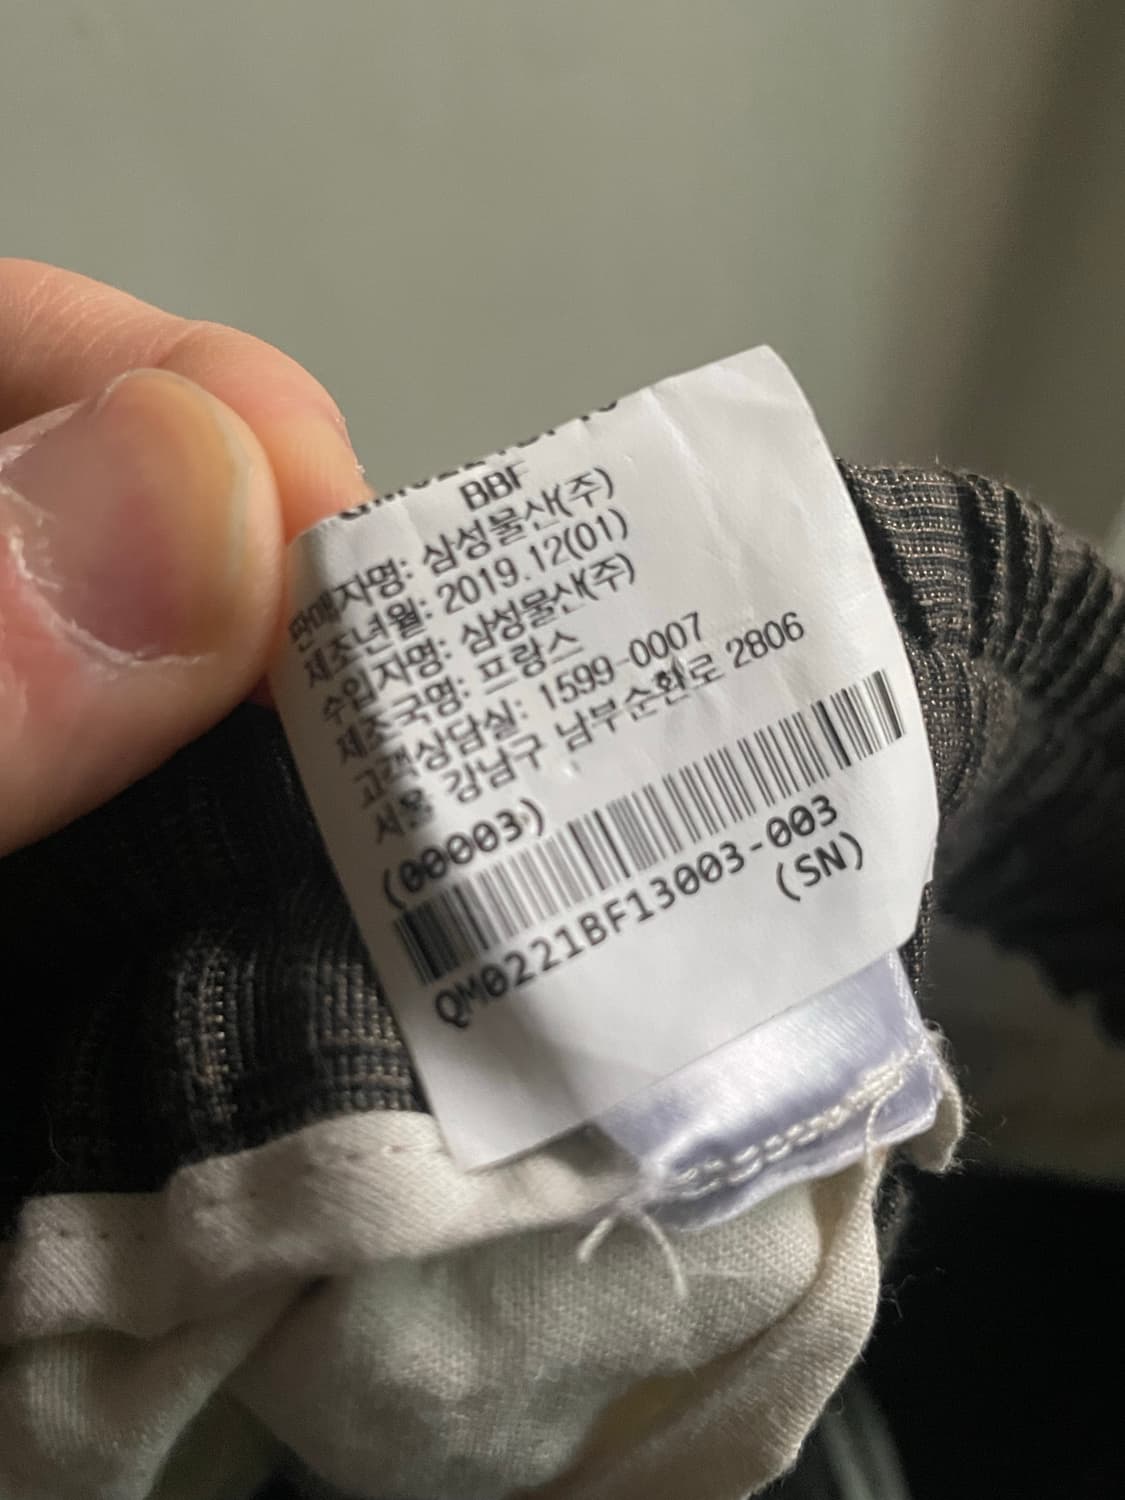 BBF
판매자명: 삼성물산(주)
제조년월: 2019.12(01)
수입자명: 삼성물산(주)
제조국명: 프랑스
고객상담실: 1599-0007
서울 강남구 남부순환로 2806
(00003)
QM0221BF13003-003
(SN)